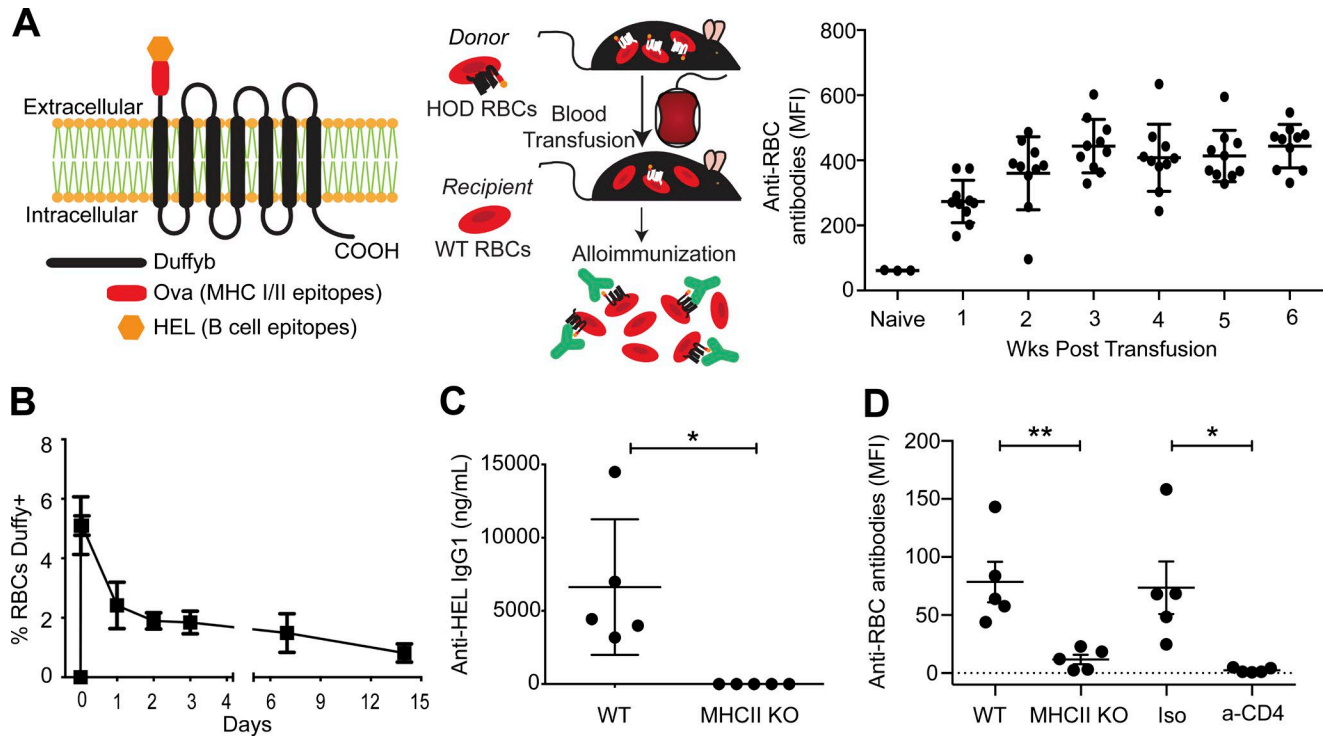 A
Extracellular
Intracellular
COOH
Duffyb
Ova (MHC I/II epitopes)
HEL (B cell epitopes)
Donor
HOD RBCs
Blood
Transfusion
Recipient
WT RBCs
Alloimmunization
Anti-RBC
antibodies (MFI)
800
600
400
200
0
Naive 1 2 3 4 5 6
Wks Post Transfusion
B
% RBCs Duffy+
8
6
4
2
0
0 1 2 3 4 6 9 12 15
Days
C
*
Anti-HEL IgG1 (ng/mL)
15000
10000
5000
0
WT MHCII KO
D
** *
Anti-RBC antibodies (MFI)
200
150
100
50
0
WT MHCII KO Iso a-CD4